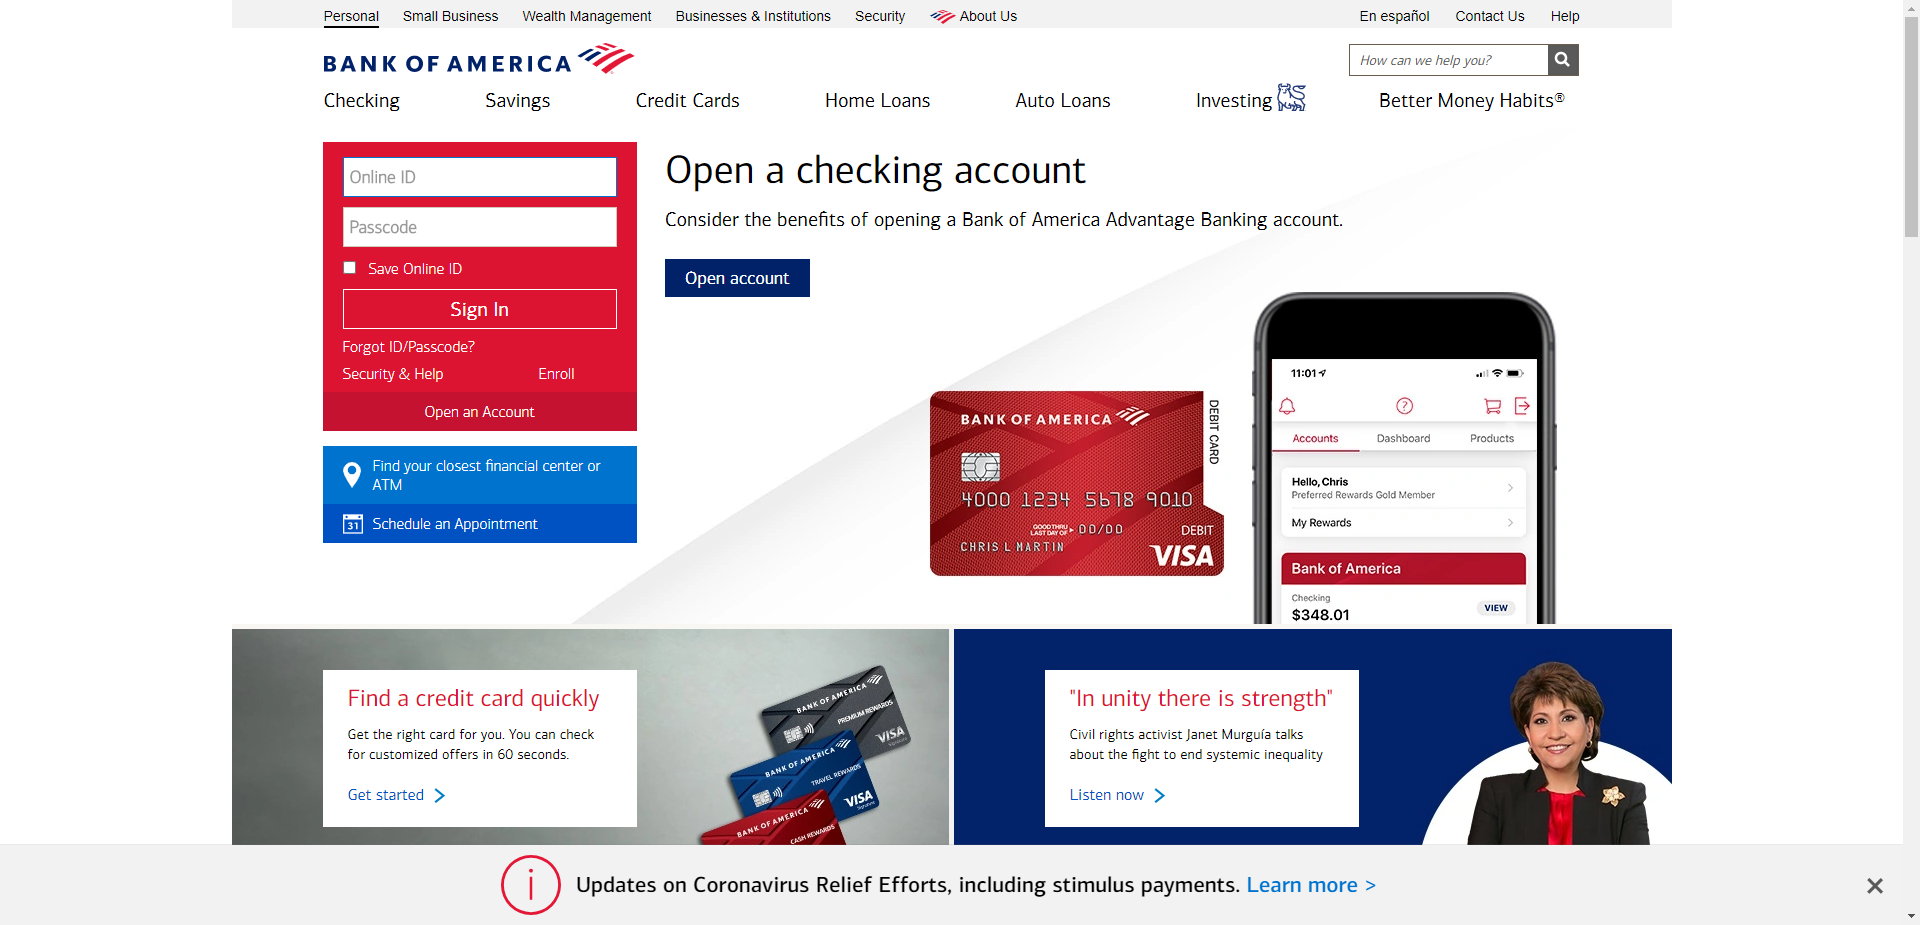 Personal
Small Business
Wealth Management
Businesses & Institutions
Security
About Us
En español
Contact Us
Help
BANK OF AMERICA
How can we help you?
Checking
Savings
Credit Cards
Home Loans
Auto Loans
Investing
Better Money Habits®
Online ID
Passcode
Save Online ID
Sign In
Forgot ID/Passcode?
Security & Help
Enroll
Open an Account
Find your closest financial center or
ATM
31
Schedule an Appointment
Open a checking account
Consider the benefits of opening a Bank of America Advantage Banking account.
Open account
BANK OF AMERICA
DEBIT CARD
4000 1234 5678 9010
GOOD THRU
LAST DAY OF
00/00
CHRIS L MARTIN
DEBIT
VISA
11:01
?
Accounts
Dashboard
Products
Hello, Chris
Preferred Rewards Gold Member
My Rewards
Bank of America
Checking
$348.01
VIEW
Find a credit card quickly
Get the right card for you. You can check
for customized offers in 60 seconds.
Get started
BANK OF AMERICA
PREMIUM REWARDS
VISA
Signature
BANK OF AMERICA
TRAVEL REWARDS
VISA
Signature
BANK OF AMERICA
CASH REWARDS
"In unity there is strength"
Civil rights activist Janet Murguía talks
about the fight to end systemic inequality
Listen now
i
Updates on Coronavirus Relief Efforts, including stimulus payments. Learn more >